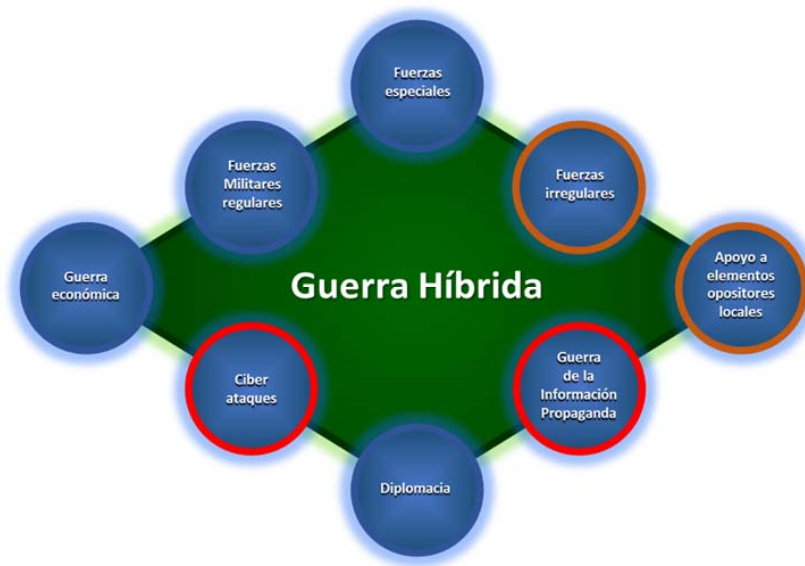 Fuerzas
especiales
Fuerzas
Militares
regulares
Fuerzas
irregulares
Guerra
económica
Guerra Híbrida
Apoyo a
elementos
opositores
locales
Ciber
ataques
Guerra
de la
Información
Propaganda
Diplomacia